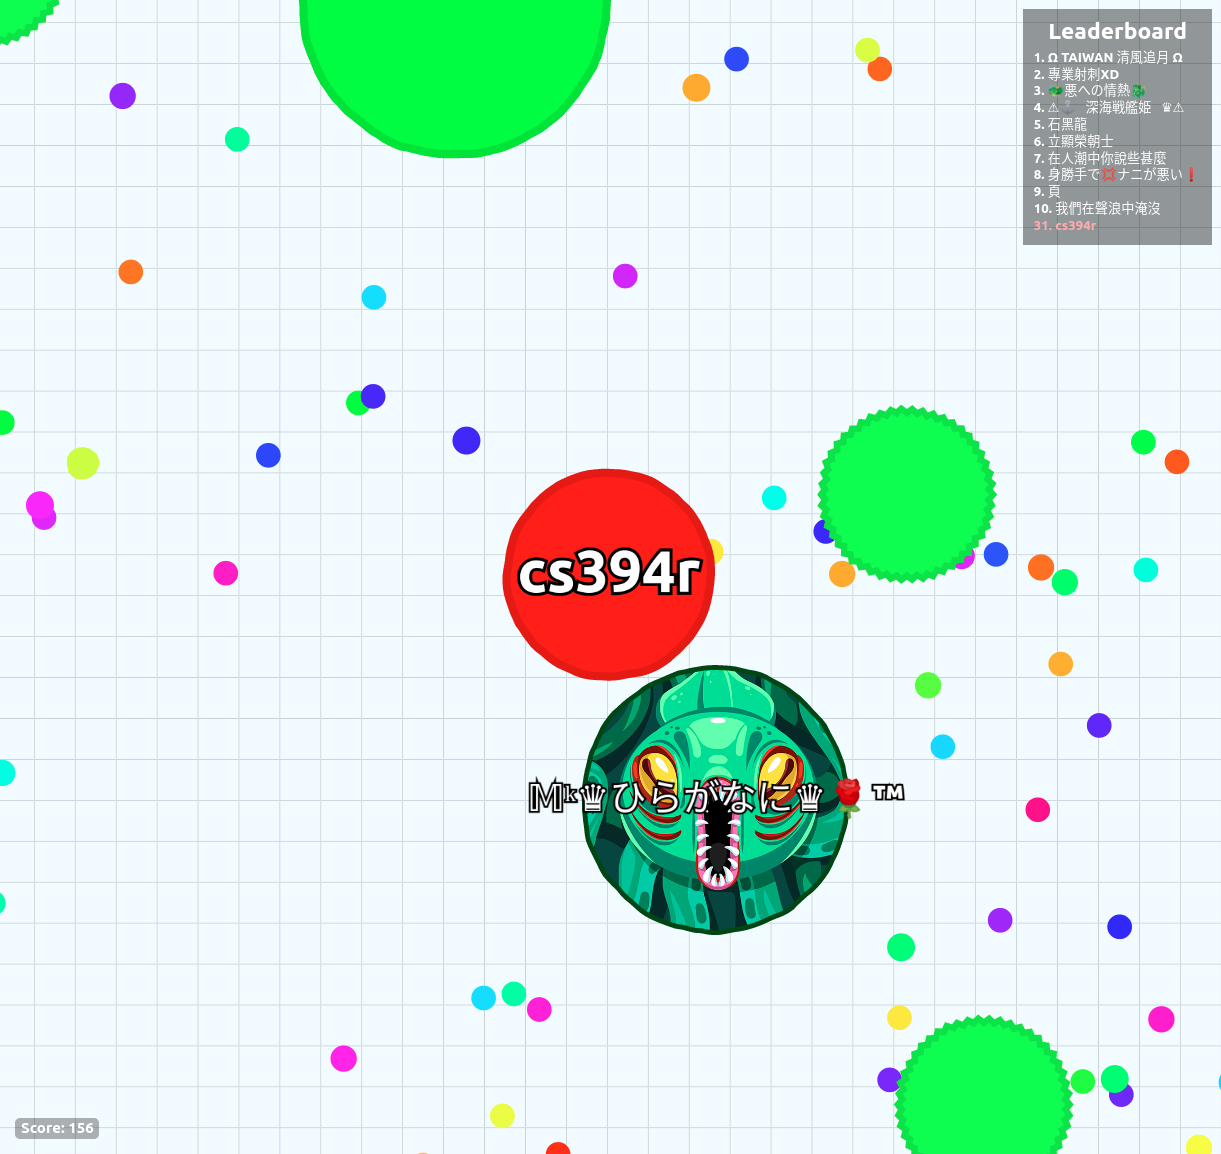 Leaderboard
1. Ω TAIWAN 清風追月 Ω
2. 專業射刺XD
3. 🐲悪への情熱🐉
4. ⚠⚓ 深海戦艦姫 ♛⚠
5. 石黑龍
6. 立顯榮朝士
7. 在人潮中你說些甚麼
8. 身勝手で💢ナニが悪い❗
9. 頁
10. 我們在聲浪中淹沒
31. cs394r
cs394r
𝕄ᵏ♛ひらがなに♛🌹™
Score: 156